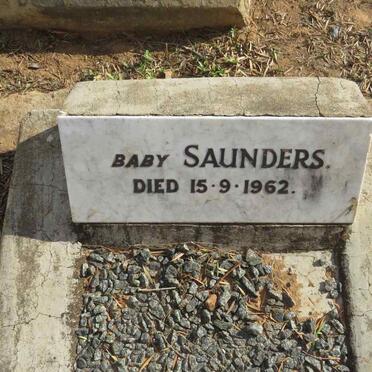 BABY SAUNDERS.
DIED 15·9·1962.